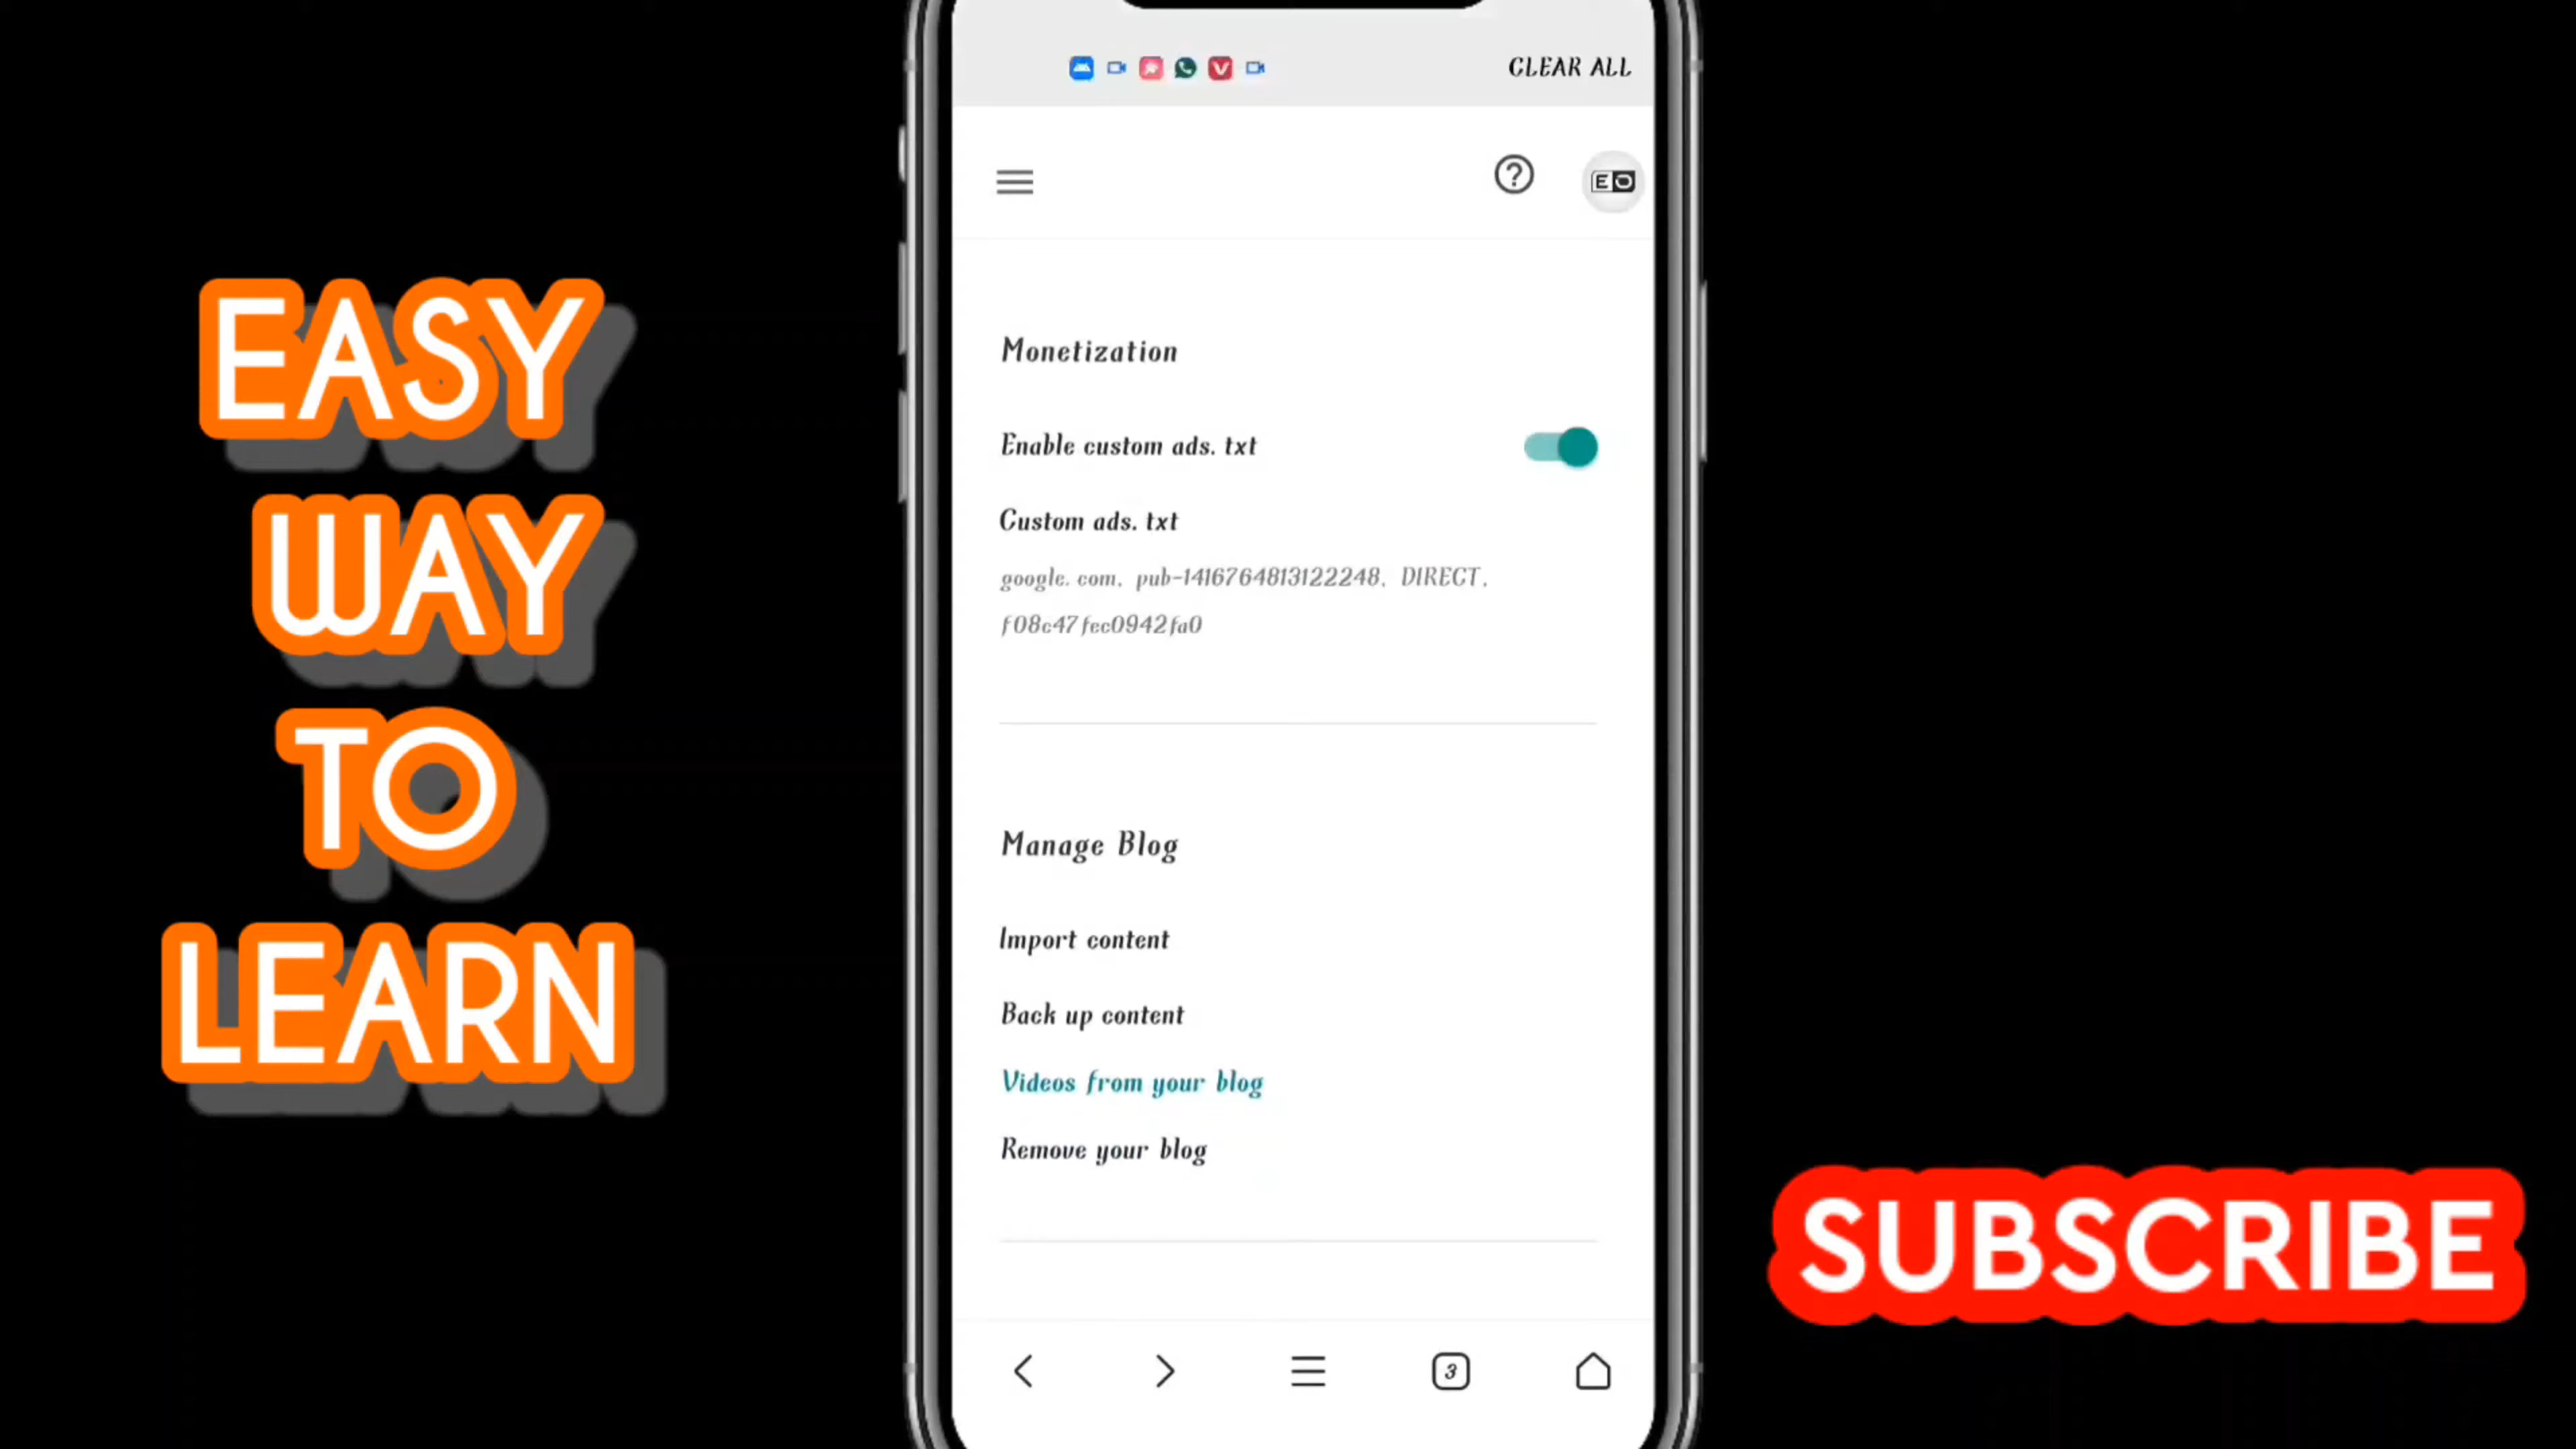 EASY
WAY
TO
LEARN
CLEAR ALL
EO
Monetization
Enable custom ads. txt
Custom ads. txt
google. com, pub-1416764813122248, DIRECT,
f08c47fec0942fa0
Manage Blog
Import content
Back up content
Videos from your blog
Remove your blog
3
SUBSCRIBE